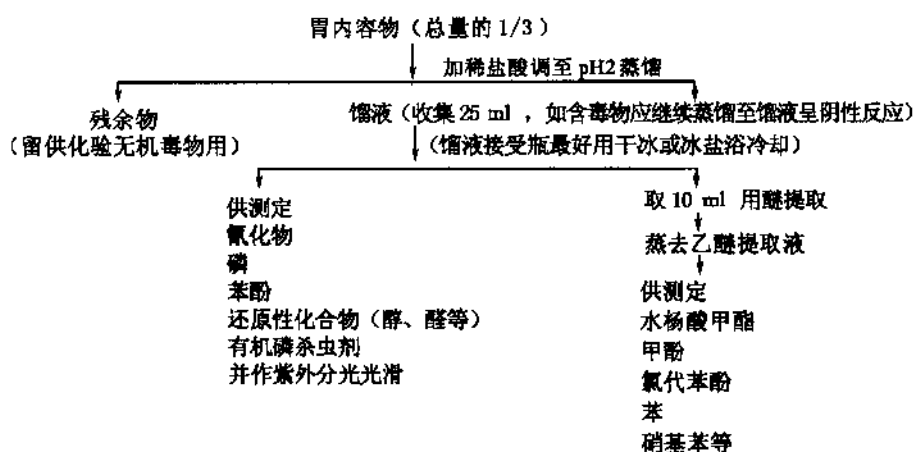 胃内容物（总量的1/3）
加稀盐酸调至 pH2 蒸馏
残余物
（留供化验无机毒物用）
馏液（收集 25 ml ，如含毒物应继续蒸馏至馏液呈阴性反应）
（馏液接受瓶最好用干冰或冰盐浴冷却）
供测定
氰化物
磷
苯酚
还原性化合物（醇、醛等）
有机磷杀虫剂
并作紫外分光光滑
取 10 ml 用醚提取
蒸去乙醚提取液
供测定
水杨酸甲酯
甲酚
氯代苯酚
苯
硝基苯等